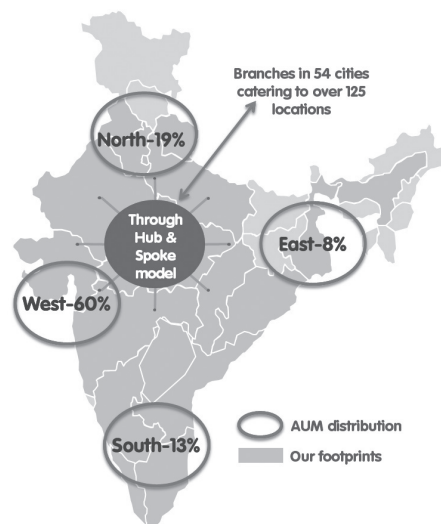 Branches in 54 cities
catering to over 125
locations
North-19%
Through
Hub &
Spoke
model
East-8%
West-60%
South-13%
AUM distribution
Our footprints